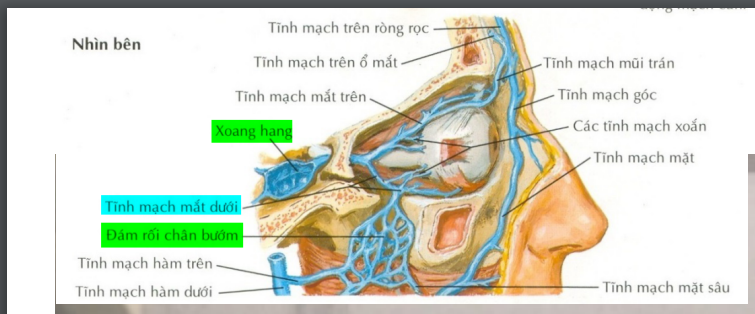 Nhìn bên
Tĩnh mạch trên ròng rọc
Tĩnh mạch trên ổ mắt
Tĩnh mạch mũi trán
Tĩnh mạch mắt trên
Tĩnh mạch góc
Xoang hang
Các tĩnh mạch xoắn
Tĩnh mạch mặt
Tĩnh mạch mắt dưới
Đám rối chân bướm
Tĩnh mạch hàm trên
Tĩnh mạch hàm dưới
Tĩnh mạch mặt sâu